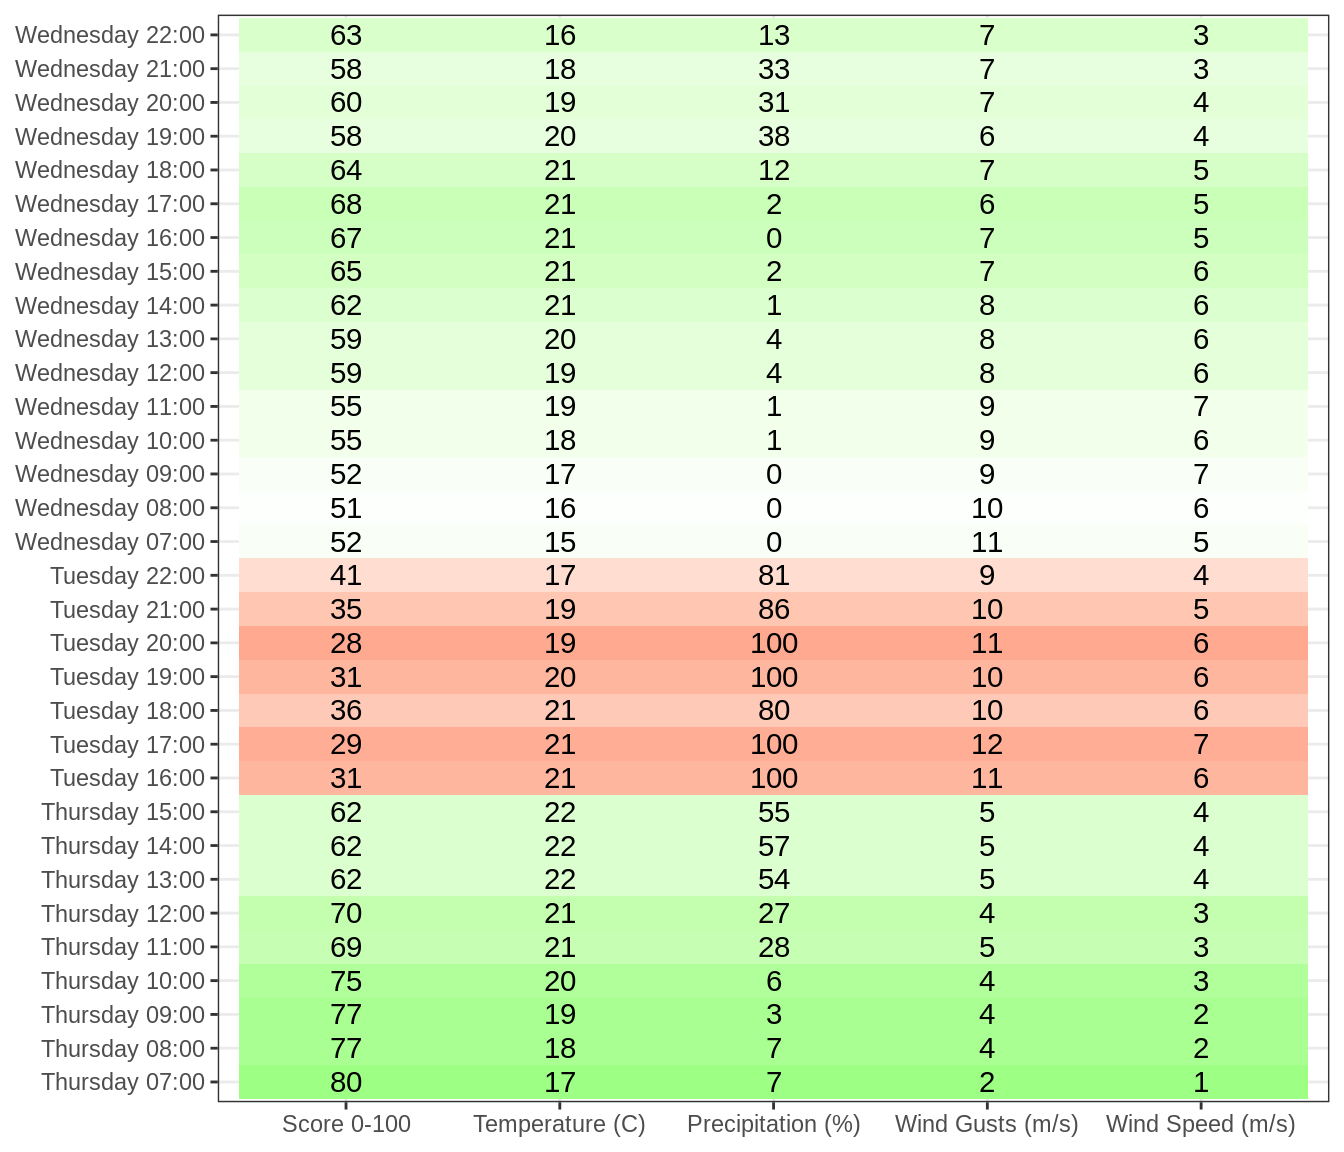 Wednesday 22:00 63 16 13 7 3
Wednesday 21:00 58 18 33 7 3
Wednesday 20:00 60 19 31 7 4
Wednesday 19:00 58 20 38 6 4
Wednesday 18:00 64 21 12 7 5
Wednesday 17:00 68 21 2 6 5
Wednesday 16:00 67 21 0 7 5
Wednesday 15:00 65 21 2 7 6
Wednesday 14:00 62 21 1 8 6
Wednesday 13:00 59 20 4 8 6
Wednesday 12:00 59 19 4 8 6
Wednesday 11:00 55 19 1 9 7
Wednesday 10:00 55 18 1 9 6
Wednesday 09:00 52 17 0 9 7
Wednesday 08:00 51 16 0 10 6
Wednesday 07:00 52 15 0 11 5
Tuesday 22:00 41 17 81 9 4
Tuesday 21:00 35 19 86 10 5
Tuesday 20:00 28 19 100 11 6
Tuesday 19:00 31 20 100 10 6
Tuesday 18:00 36 21 80 10 6
Tuesday 17:00 29 21 100 12 7
Tuesday 16:00 31 21 100 11 6
Thursday 15:00 62 22 55 5 4
Thursday 14:00 62 22 57 5 4
Thursday 13:00 62 22 54 5 4
Thursday 12:00 70 21 27 4 3
Thursday 11:00 69 21 28 5 3
Thursday 10:00 75 20 6 4 3
Thursday 09:00 77 19 3 4 2
Thursday 08:00 77 18 7 4 2
Thursday 07:00 80 17 7 2 1
Score 0-100 Temperature (C) Precipitation (%) Wind Gusts (m/s) Wind Speed (m/s)